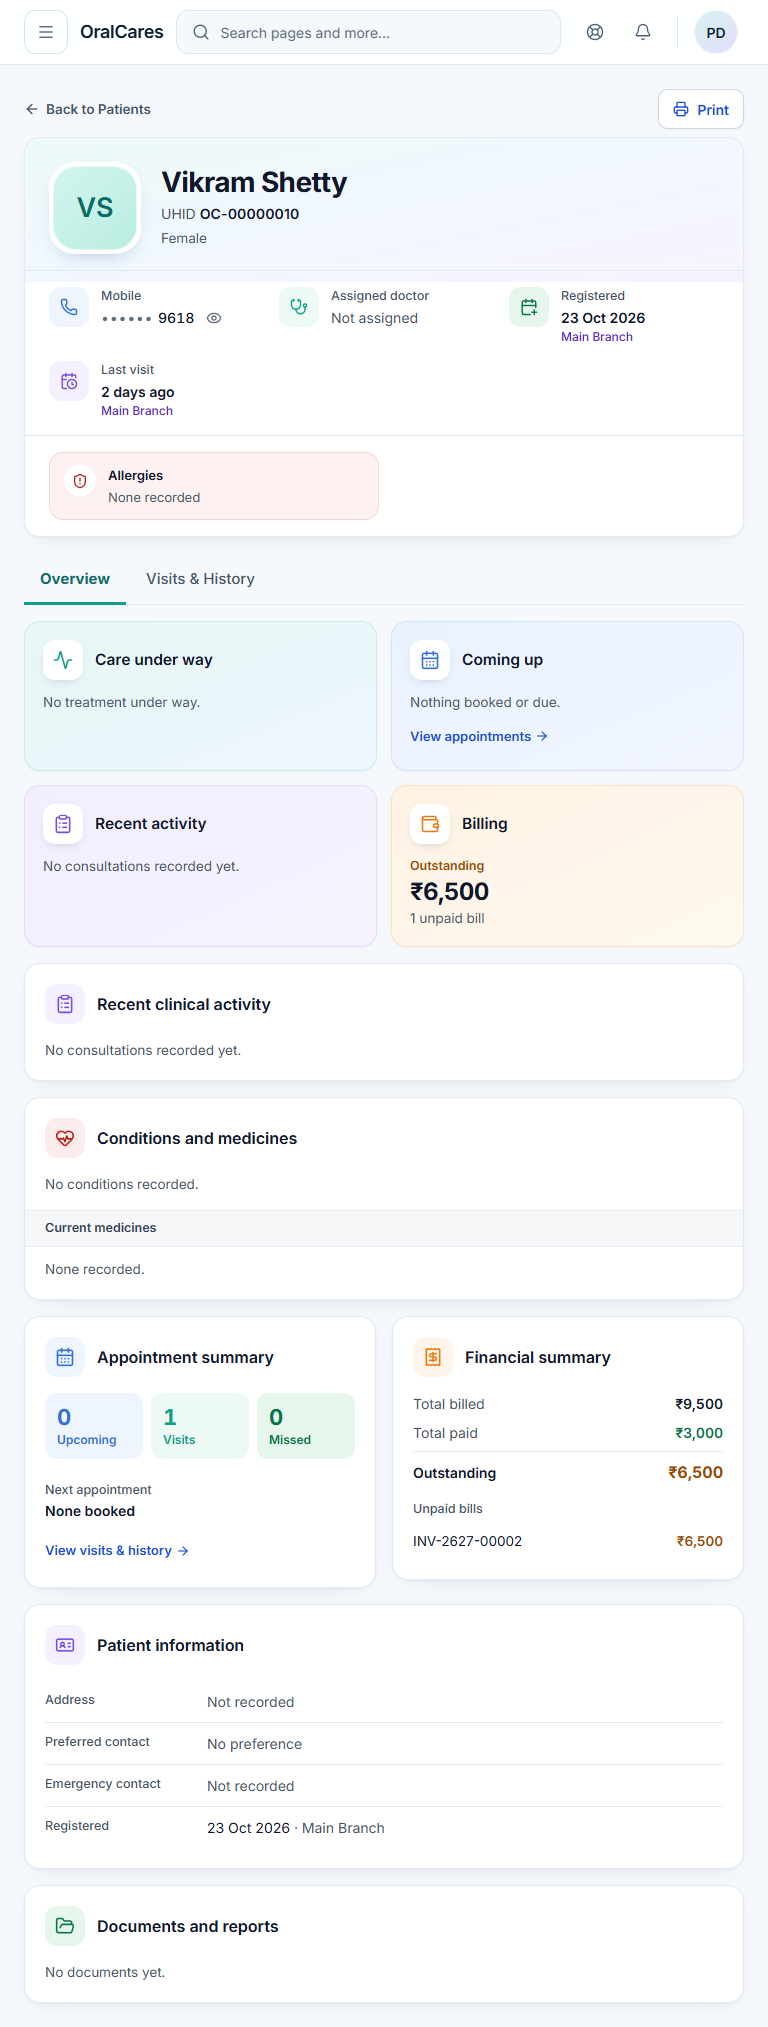 OralCares
Search pages and more...
PD
Back to Patients
Print
VS
Vikram Shetty
UHID OC-00000010
Female
Mobile
•••••• 9618
Assigned doctor
Not assigned
Registered
23 Oct 2026
Main Branch
Last visit
2 days ago
Main Branch
Allergies
None recorded
Overview
Visits & History
Care under way
No treatment under way.
Coming up
Nothing booked or due.
View appointments →
Recent activity
No consultations recorded yet.
Billing
Outstanding
₹6,500
1 unpaid bill
Recent clinical activity
No consultations recorded yet.
Conditions and medicines
No conditions recorded.
Current medicines
None recorded.
Appointment summary
0
Upcoming
1
Visits
0
Missed
Next appointment
None booked
View visits & history →
Financial summary
Total billed ₹9,500
Total paid ₹3,000
Outstanding ₹6,500
Unpaid bills
INV-2627-00002 ₹6,500
Patient information
Address Not recorded
Preferred contact No preference
Emergency contact Not recorded
Registered 23 Oct 2026 · Main Branch
Documents and reports
No documents yet.